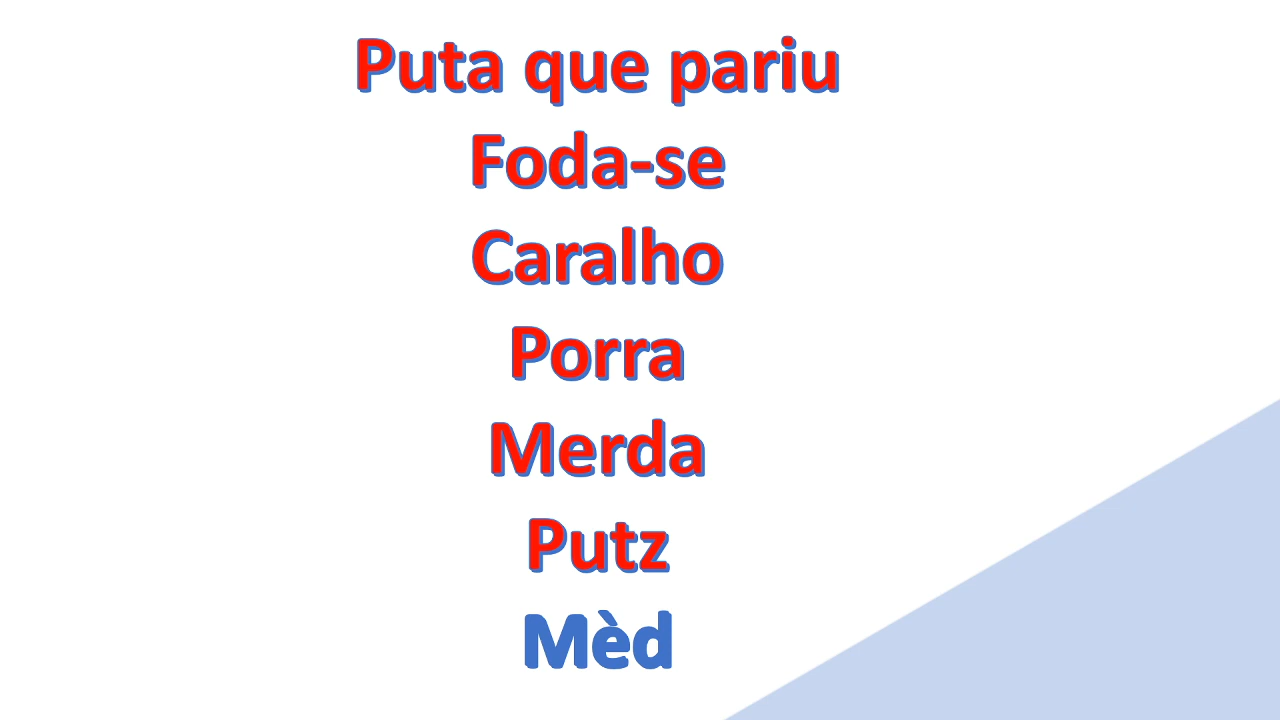 Puta que pariu
Foda-se
Caralho
Porra
Merda
Putz
Mèd